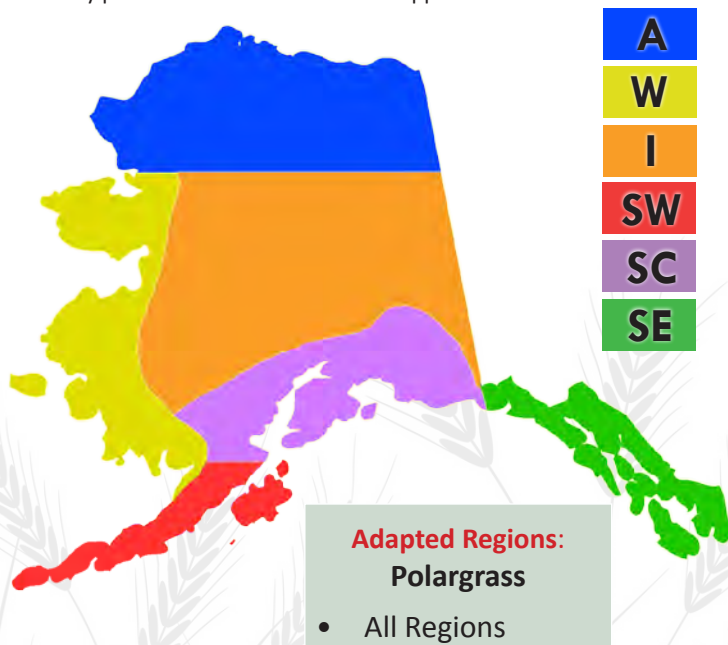 A
W
I
SW
SC
SE
Adapted Regions:
Polargrass
• All Regions